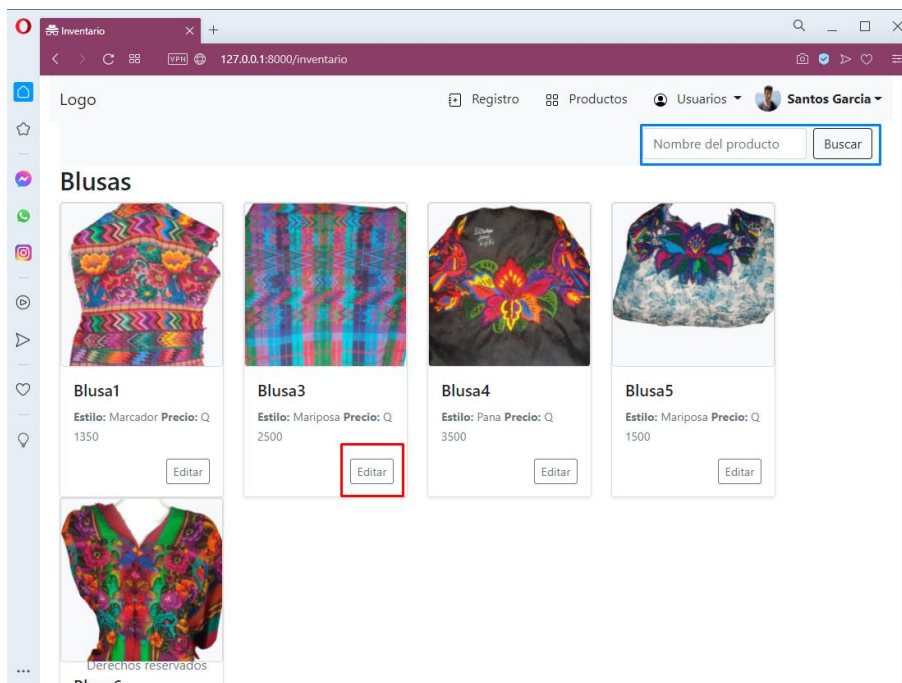 Inventario
VPN
127.0.0.1:8000/inventario
Logo
Registro
Productos
Usuarios
Santos Garcia
Nombre del producto
Buscar
Blusas
Blusa1
Estilo: Marcador Precio: Q
1350
Editar
Blusa3
Estilo: Mariposa Precio: Q
2500
Editar
Blusa4
Estilo: Pana Precio: Q
3500
Editar
Blusa5
Estilo: Mariposa Precio: Q
1500
Editar
Derechos reservados